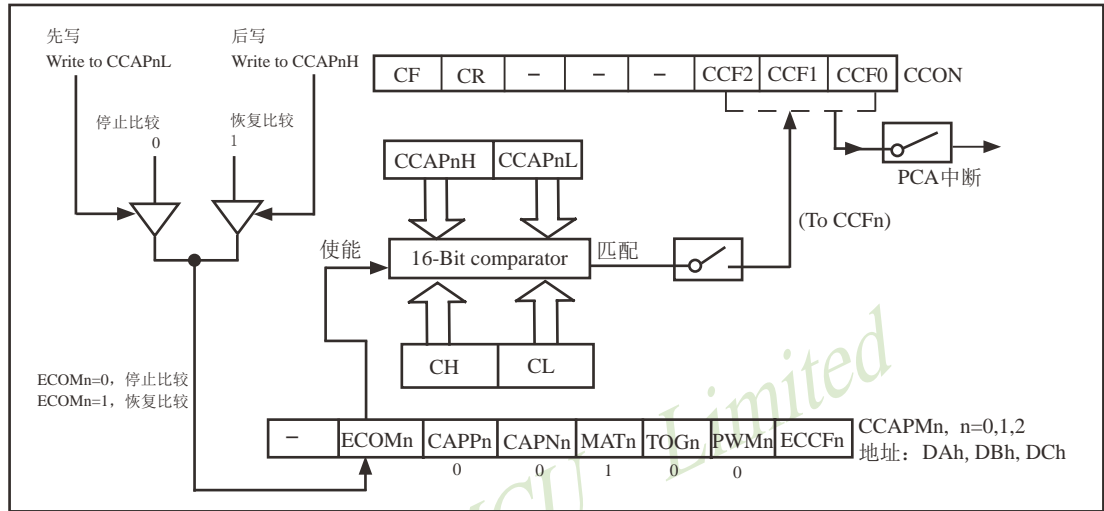 先写
Write to CCAPnL
后写
Write to CCAPnH
停止比较
0
恢复比较
1
CF CR – – – CCF2 CCF1 CCF0 CCON
PCA中断
CCAPnH CCAPnL
(To CCFn)
使能
16-Bit comparator
匹配
CH CL
ECOMn=0，停止比较
ECOMn=1，恢复比较
– ECOMn CAPPn CAPNn MATn TOGn PWMn ECCFn
0 0 1 0 0
CCAPMn, n=0,1,2
地址：DAh, DBh, DCh
MCU Limited